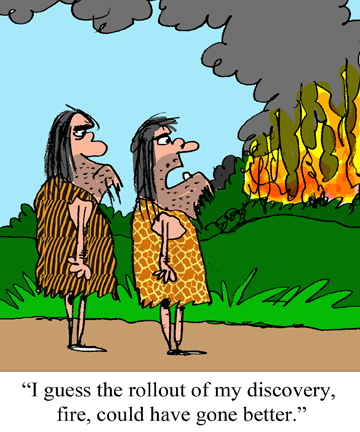 “I guess the rollout of my discovery,
fire, could have gone better.”